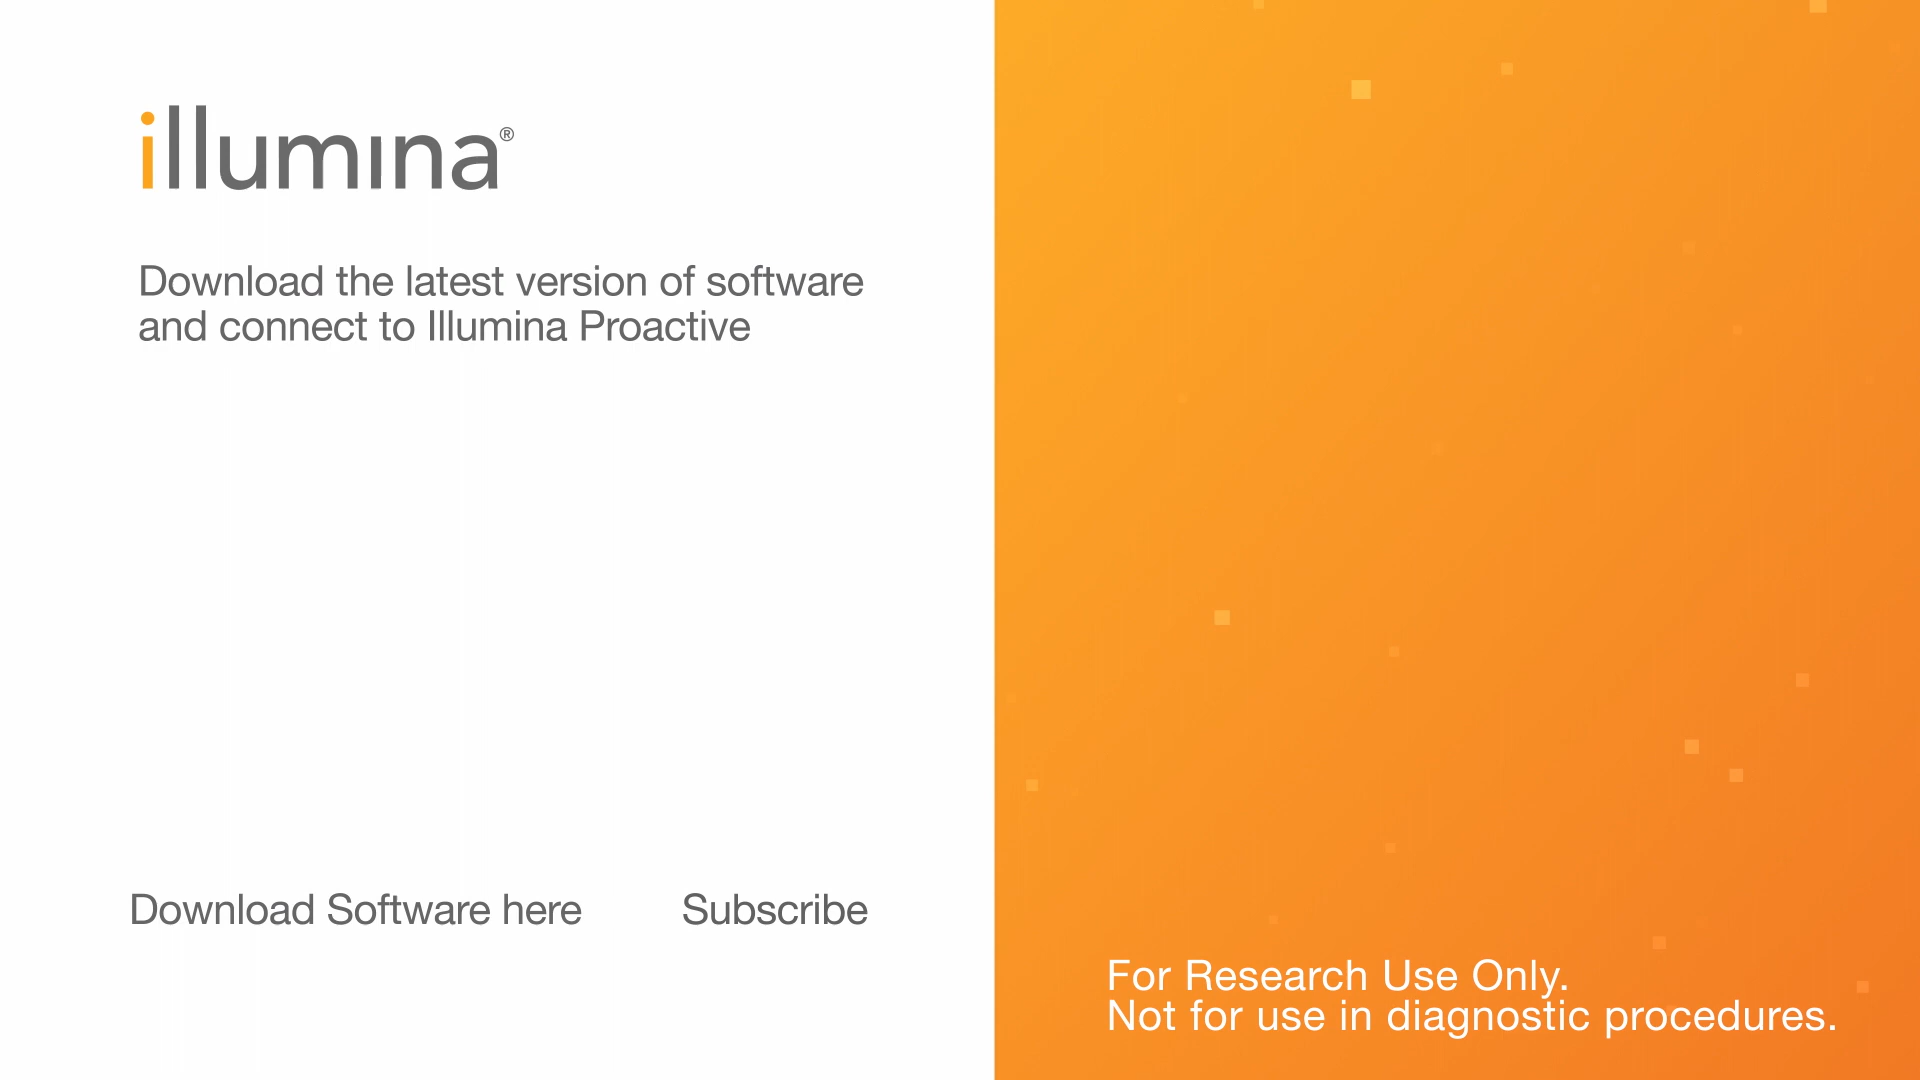 illumina®
Download the latest version of software
and connect to Illumina Proactive
Download Software here
Subscribe
For Research Use Only.
Not for use in diagnostic procedures.